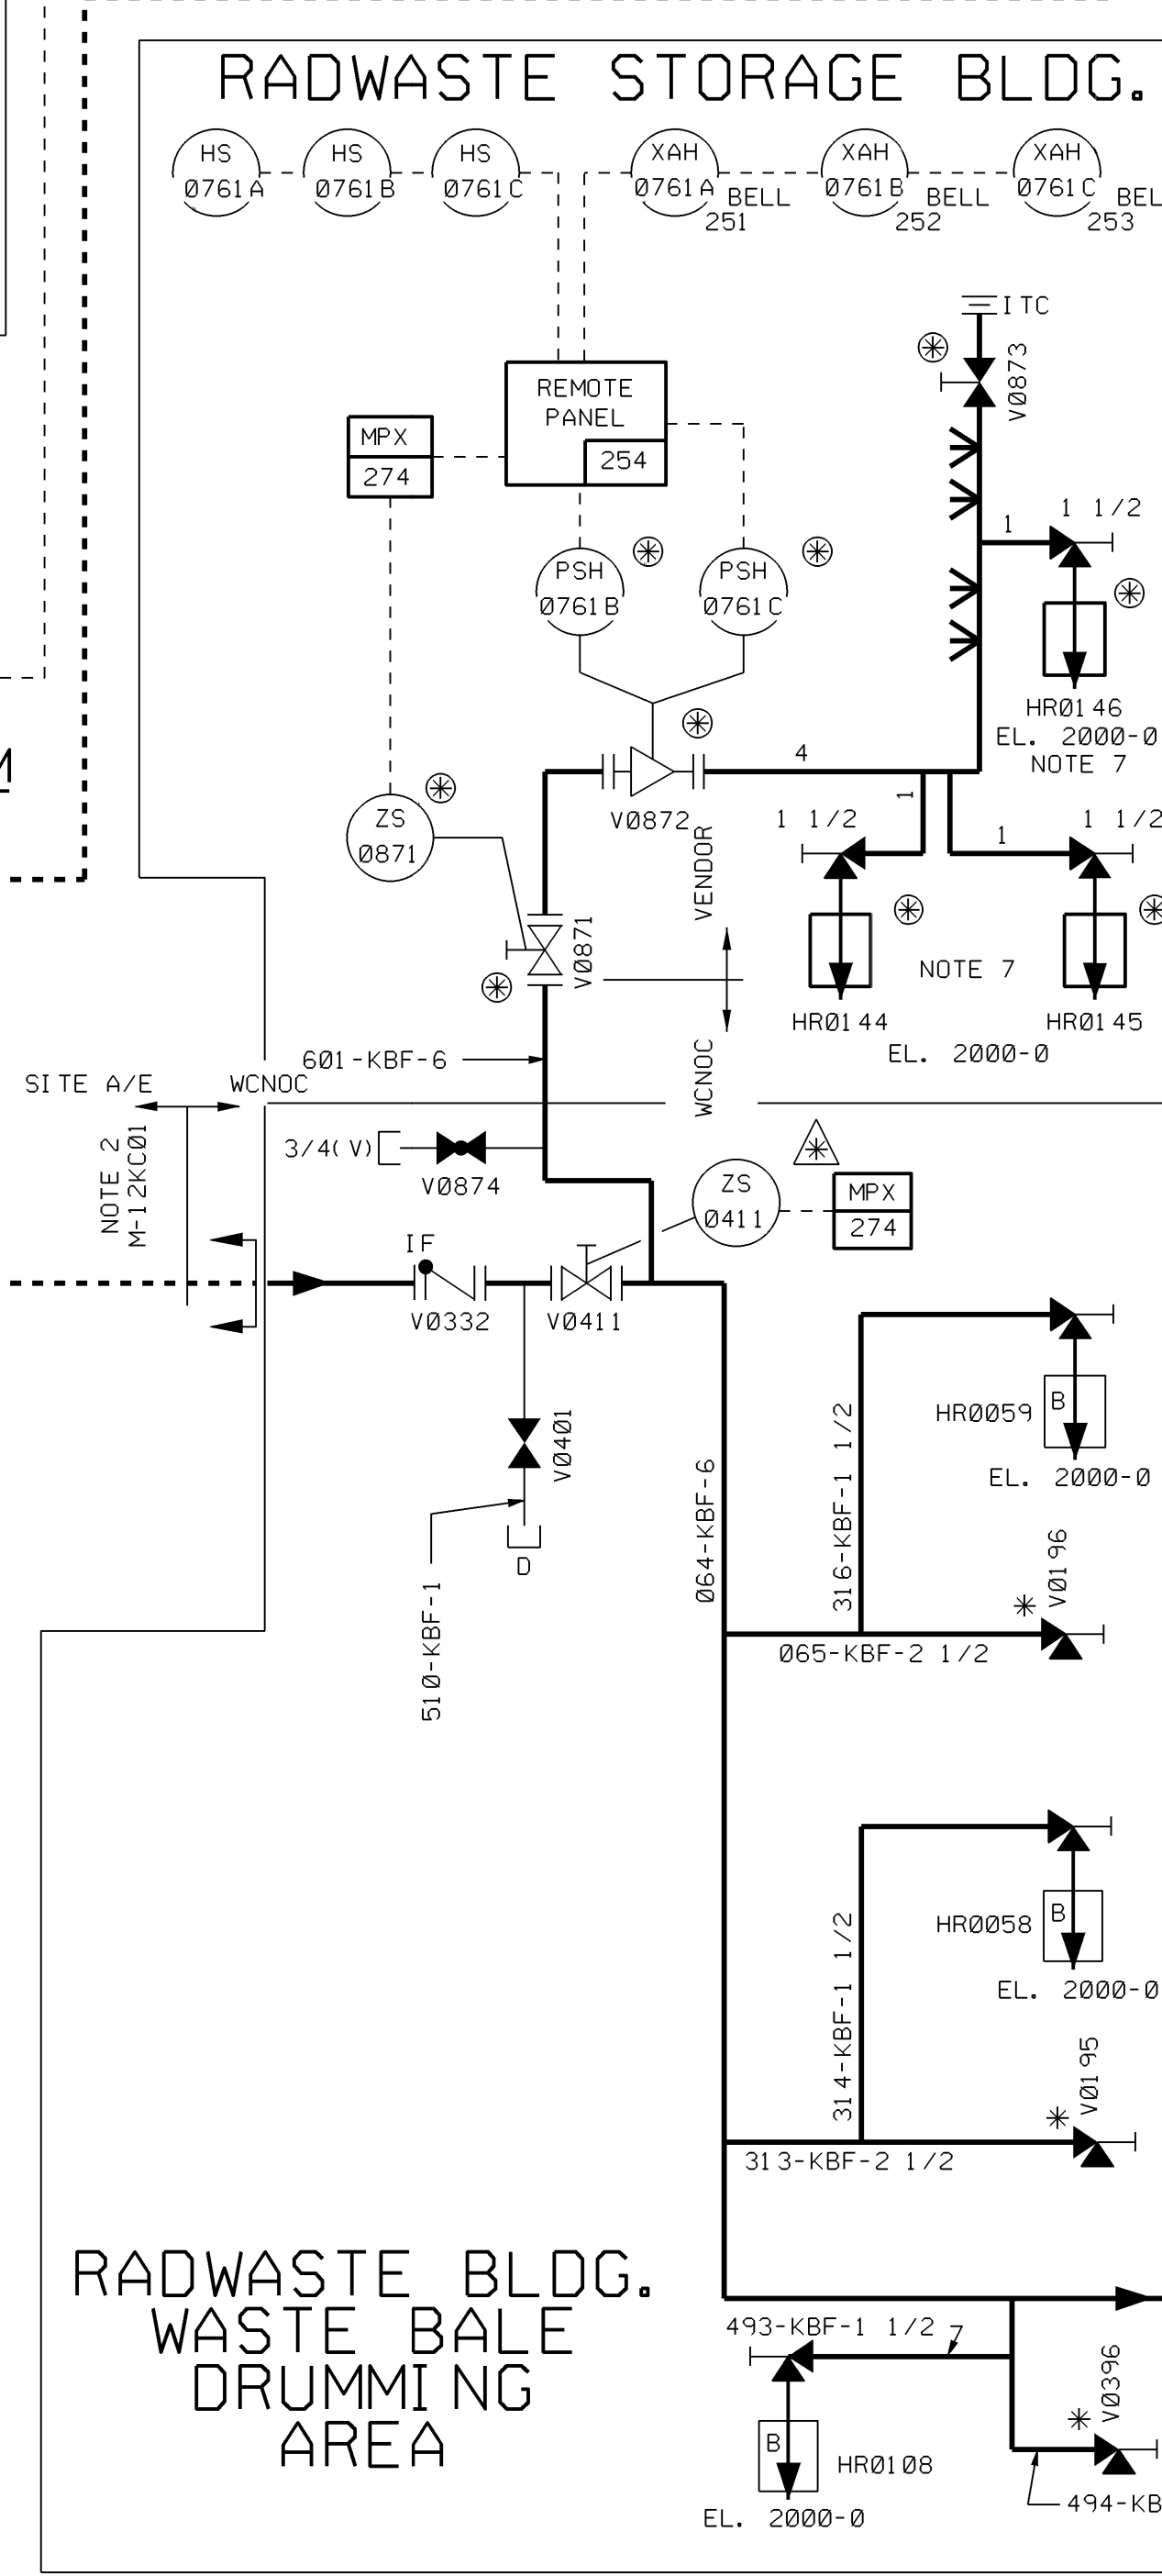 RADWASTE STORAGE BLDG.
HS
0761A
HS
0761B
HS
0761C
XAH
0761A
BELL
251
XAH
0761B
BELL
252
XAH
0761C
BEL
253
ITC
V0873
REMOTE
PANEL
254
MPX
274
1
1 1/2
PSH
0761B
PSH
0761C
HR0146
EL. 2000-0
NOTE 7
M
4
V0872
ZS
0871
VENDOR
1 1/2
1
1
1 1/2
V0871
NOTE 7
HR0144
HR0145
EL. 2000-0
WCNOC
601-KBF-6
SITE A/E
WCNOC
NOTE 2
M-12KC01
3/4(V)
V0874
ZS
0411
MPX
274
IF
V0332
V0411
V0401
D
510-KBF-1
064-KBF-6
316-KBF-1 1/2
HR0059
B
EL. 2000-0
V0196
065-KBF-2 1/2
314-KBF-1 1/2
HR0058
B
EL. 2000-0
V0195
313-KBF-2 1/2
RADWASTE BLDG.
WASTE BALE
DRUMMING
AREA
493-KBF-1 1/2
V0396
B
HR0108
EL. 2000-0
494-KB